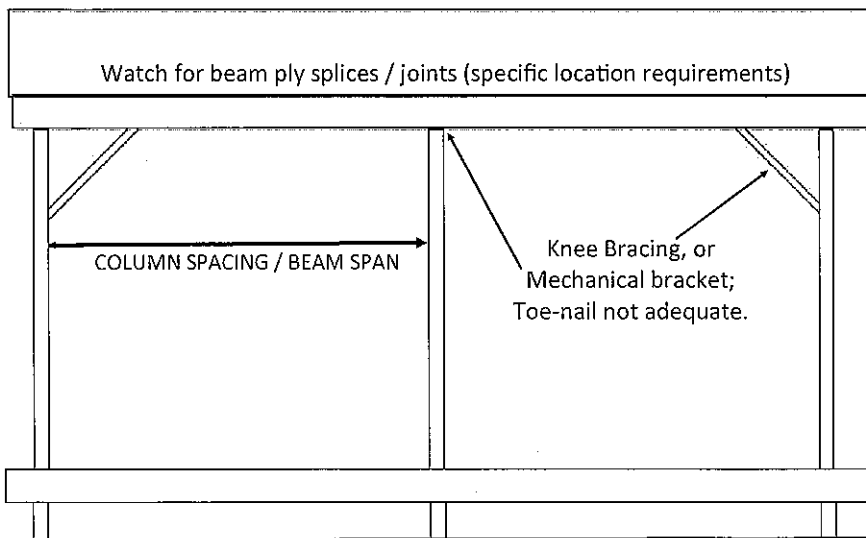 Watch for beam ply splices / joints (specific location requirements)
COLUMN SPACING / BEAM SPAN
Knee Bracing, or
Mechanical bracket;
Toe-nail not adequate.